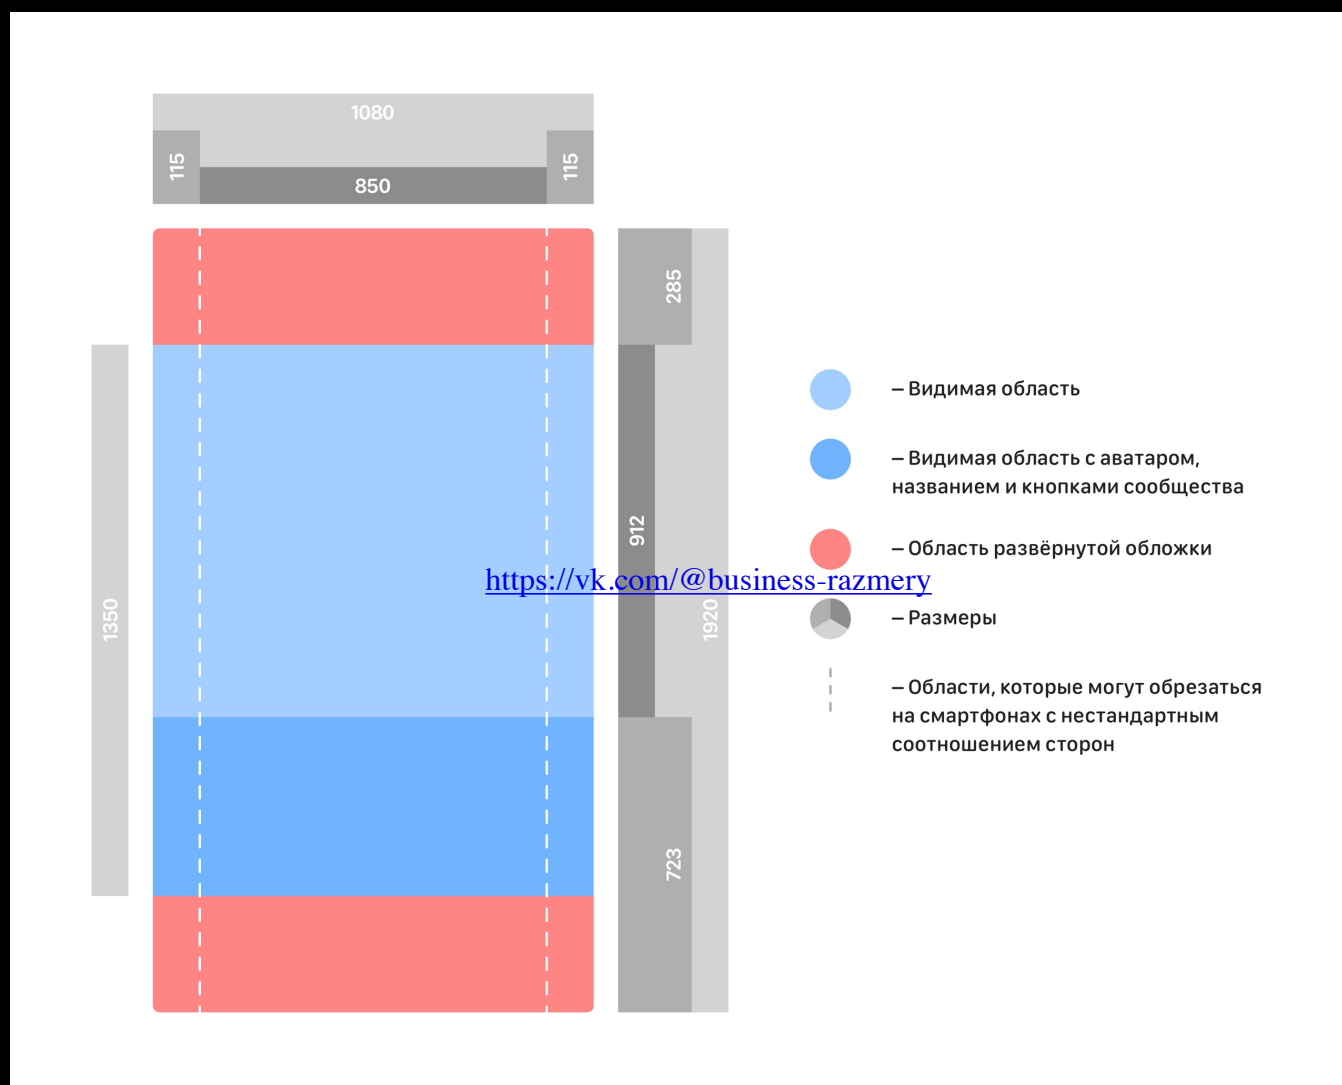 1080
115
115
850
285
912
1350
1920
723
– Видимая область
– Видимая область с аватаром,
названием и кнопками сообщества
– Область развёрнутой обложки
https://vk.com/@business-razmery
– Размеры
– Области, которые могут обрезаться
на смартфонах с нестандартным
соотношением сторон